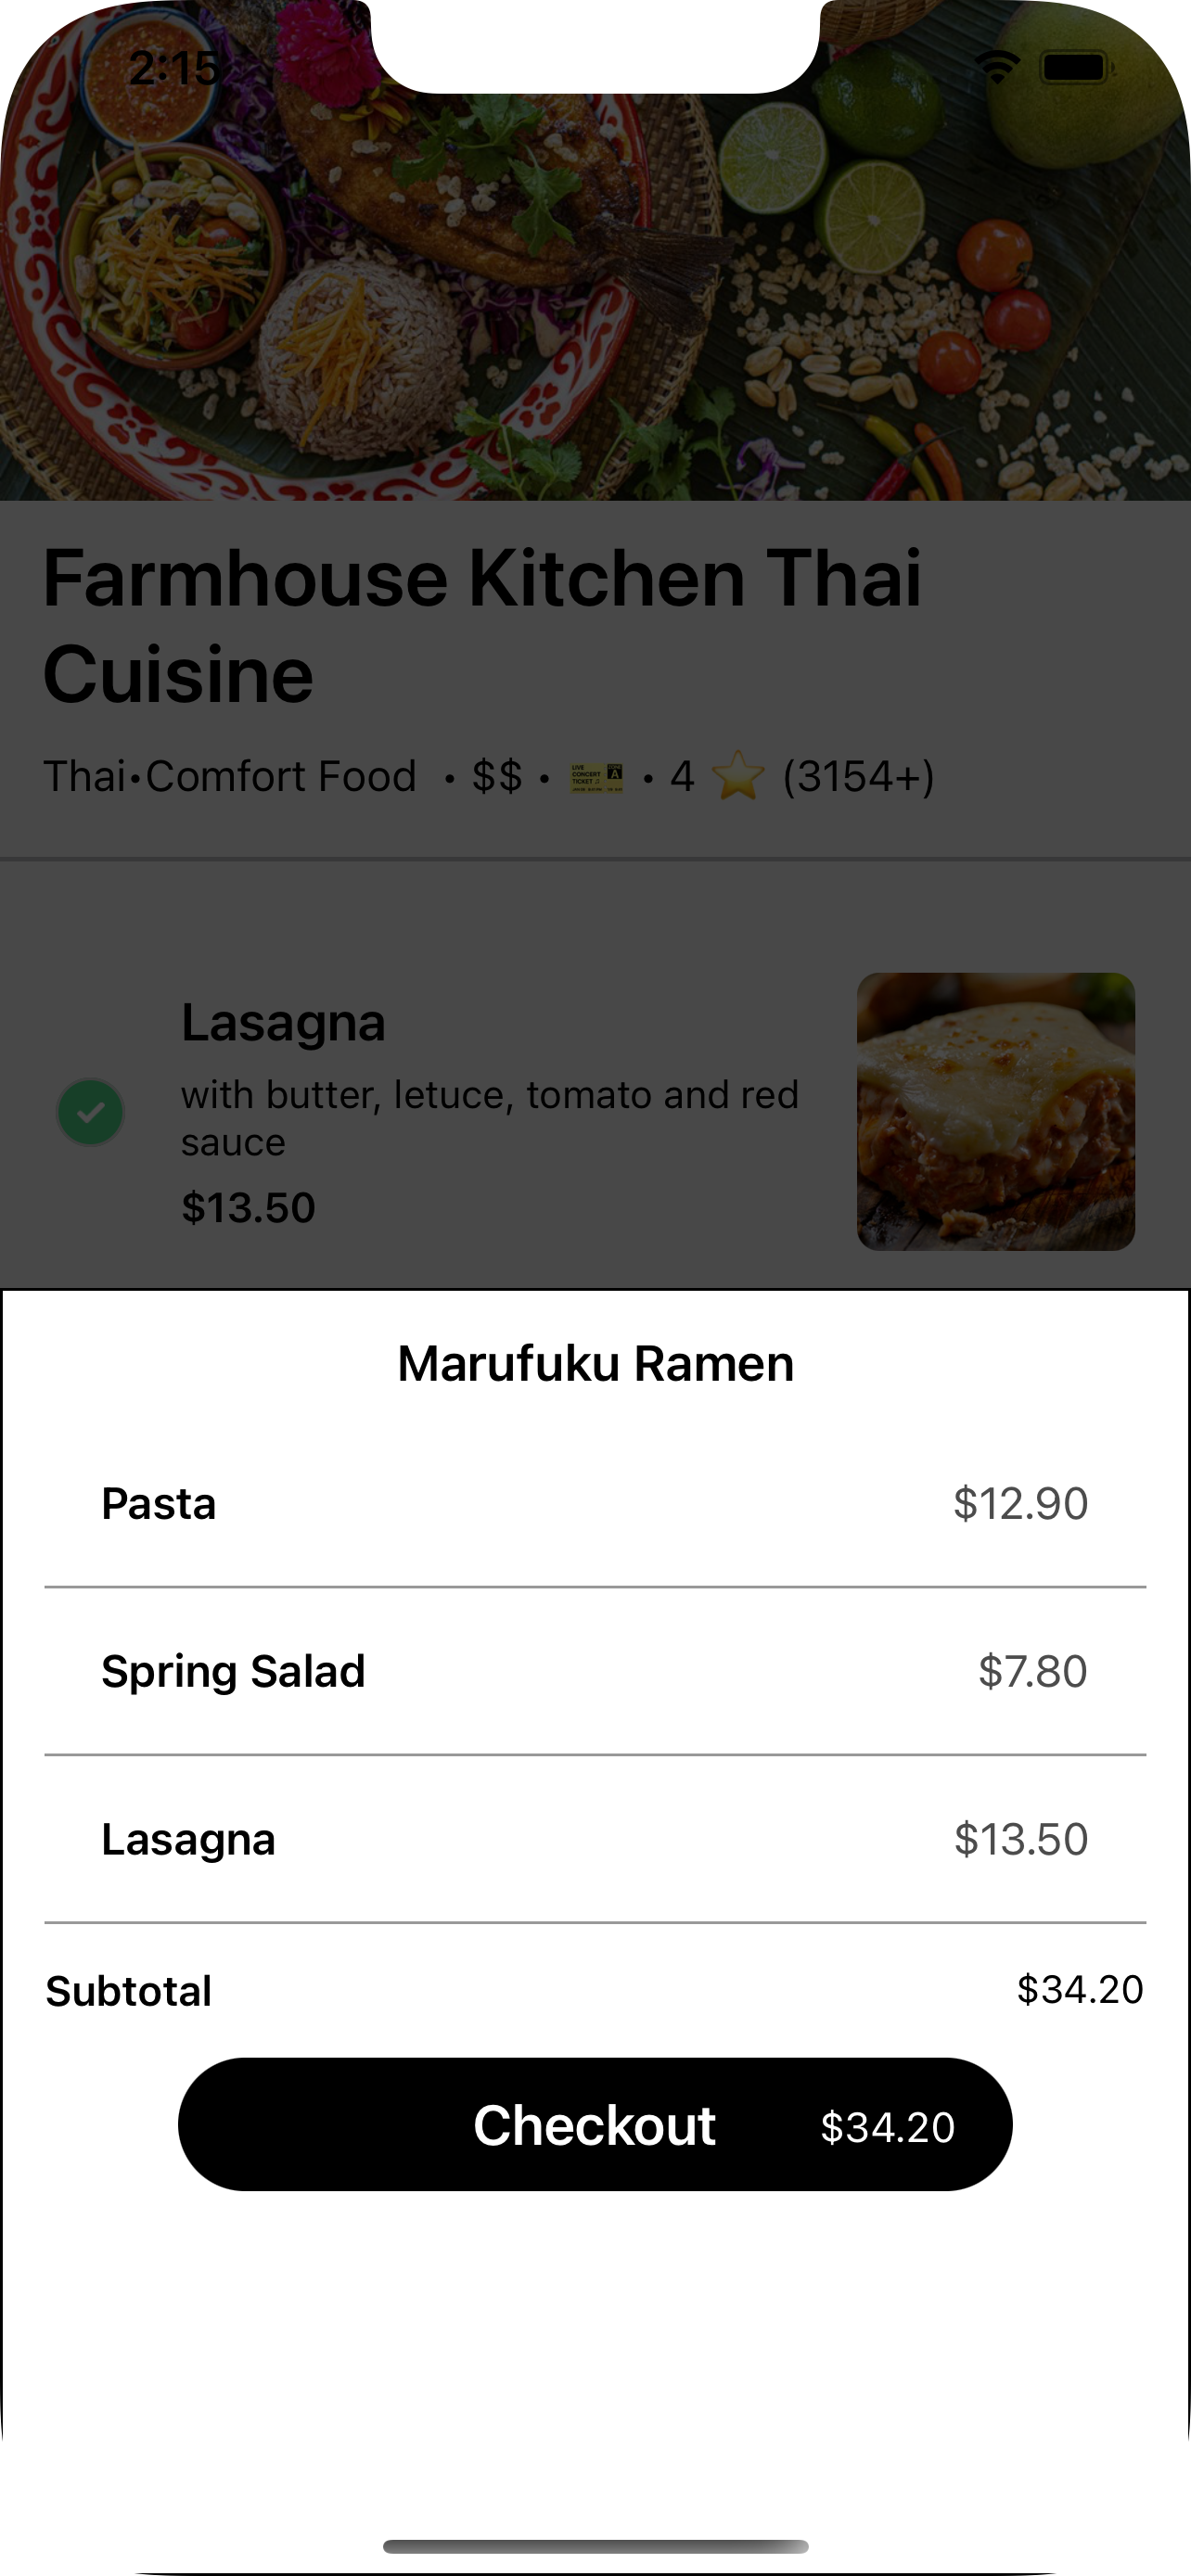 2:15
Farmhouse Kitchen Thai
Cuisine
Thai•Comfort Food • $$ • 🎫 • 4 ⭐ (3154+)
Lasagna
with butter, letuce, tomato and red
sauce
$13.50
Marufuku Ramen
Pasta $12.90
Spring Salad $7.80
Lasagna $13.50
Subtotal $34.20
Checkout $34.20